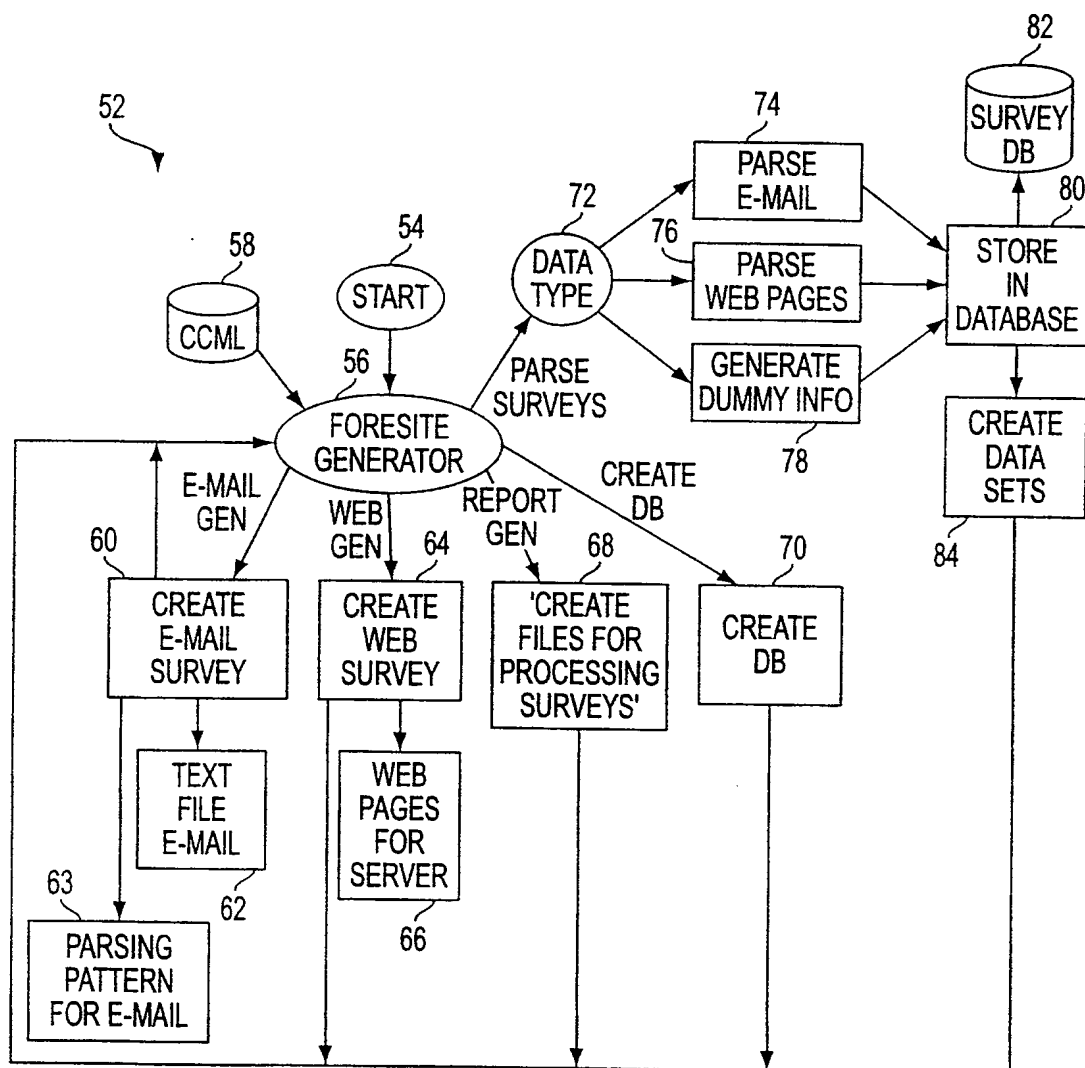 82
SURVEY
DB
52
74
PARSE
E-MAIL
72
DATA
TYPE
80
STORE
IN
DATABASE
76
PARSE
WEB PAGES
58
CCML
54
START
GENERATE
DUMMY INFO
78
PARSE
SURVEYS
56
FORESITE
GENERATOR
CREATE
DATA
SETS
84
E-MAIL
GEN
WEB
GEN
REPORT
GEN
CREATE
DB
60
CREATE
E-MAIL
SURVEY
64
CREATE
WEB
SURVEY
68
'CREATE
FILES FOR
PROCESSING
SURVEYS'
70
CREATE
DB
TEXT
FILE
E-MAIL
62
WEB
PAGES
FOR
SERVER
66
63
PARSING
PATTERN
FOR E-MAIL